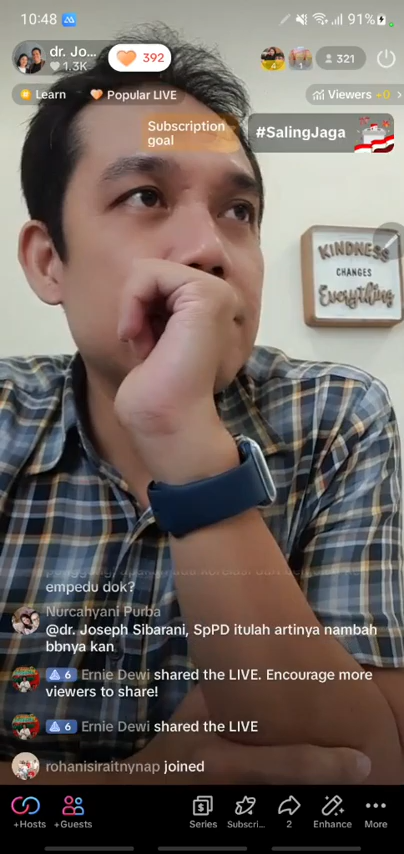 10:48
91%
dr. Jo...
1.3K
392
4
1
321
Learn
Popular LIVE
Viewers +0 >
Subscription
goal
#SalingJaga
KINDNESS
CHANGES
Everything
empedu dok?
Nurcahyani Purba
@dr. Joseph Sibarani, SpPD itulah artinya nambah
bbnya kan
6 Ernie Dewi shared the LIVE. Encourage more
viewers to share!
6 Ernie Dewi shared the LIVE
rohanisiraitnynap joined
+Hosts
+Guests
Series
Subscri...
2
Enhance
More